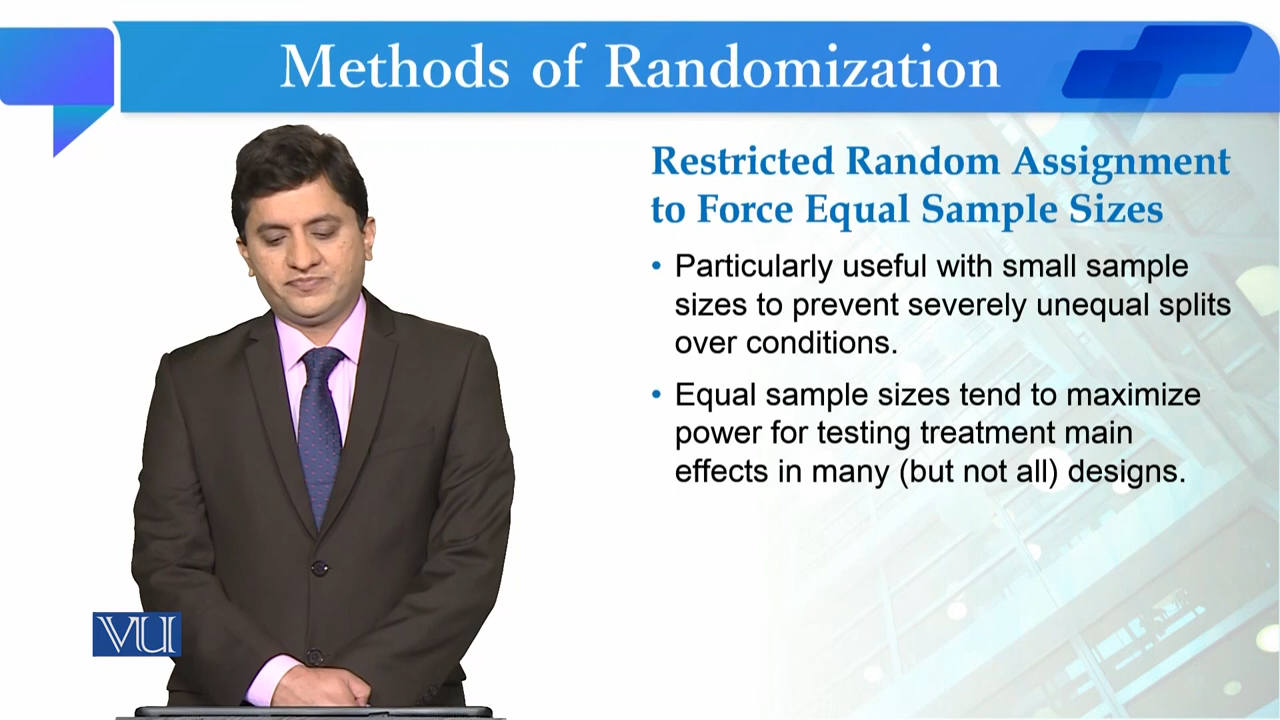 Methods of Randomization
Restricted Random Assignment
to Force Equal Sample Sizes
• Particularly useful with small sample
sizes to prevent severely unequal splits
over conditions.
• Equal sample sizes tend to maximize
power for testing treatment main
effects in many (but not all) designs.
VU